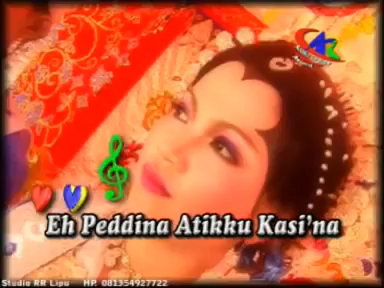 Eh Peddina Atikku Kasi'na
Studio RR Lipu HP. 081354927722